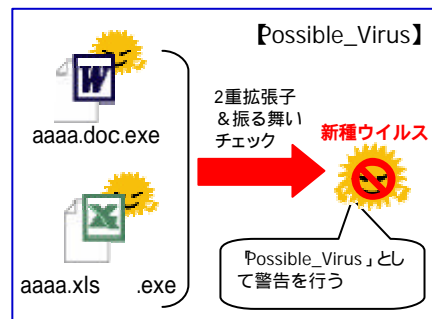 【Possible_Virus】
aaaa.doc.exe
2重拡張子
＆振る舞い
チェック
新種ウイルス
aaaa.xls .exe
「Possible_Virus」とし
て警告を行う